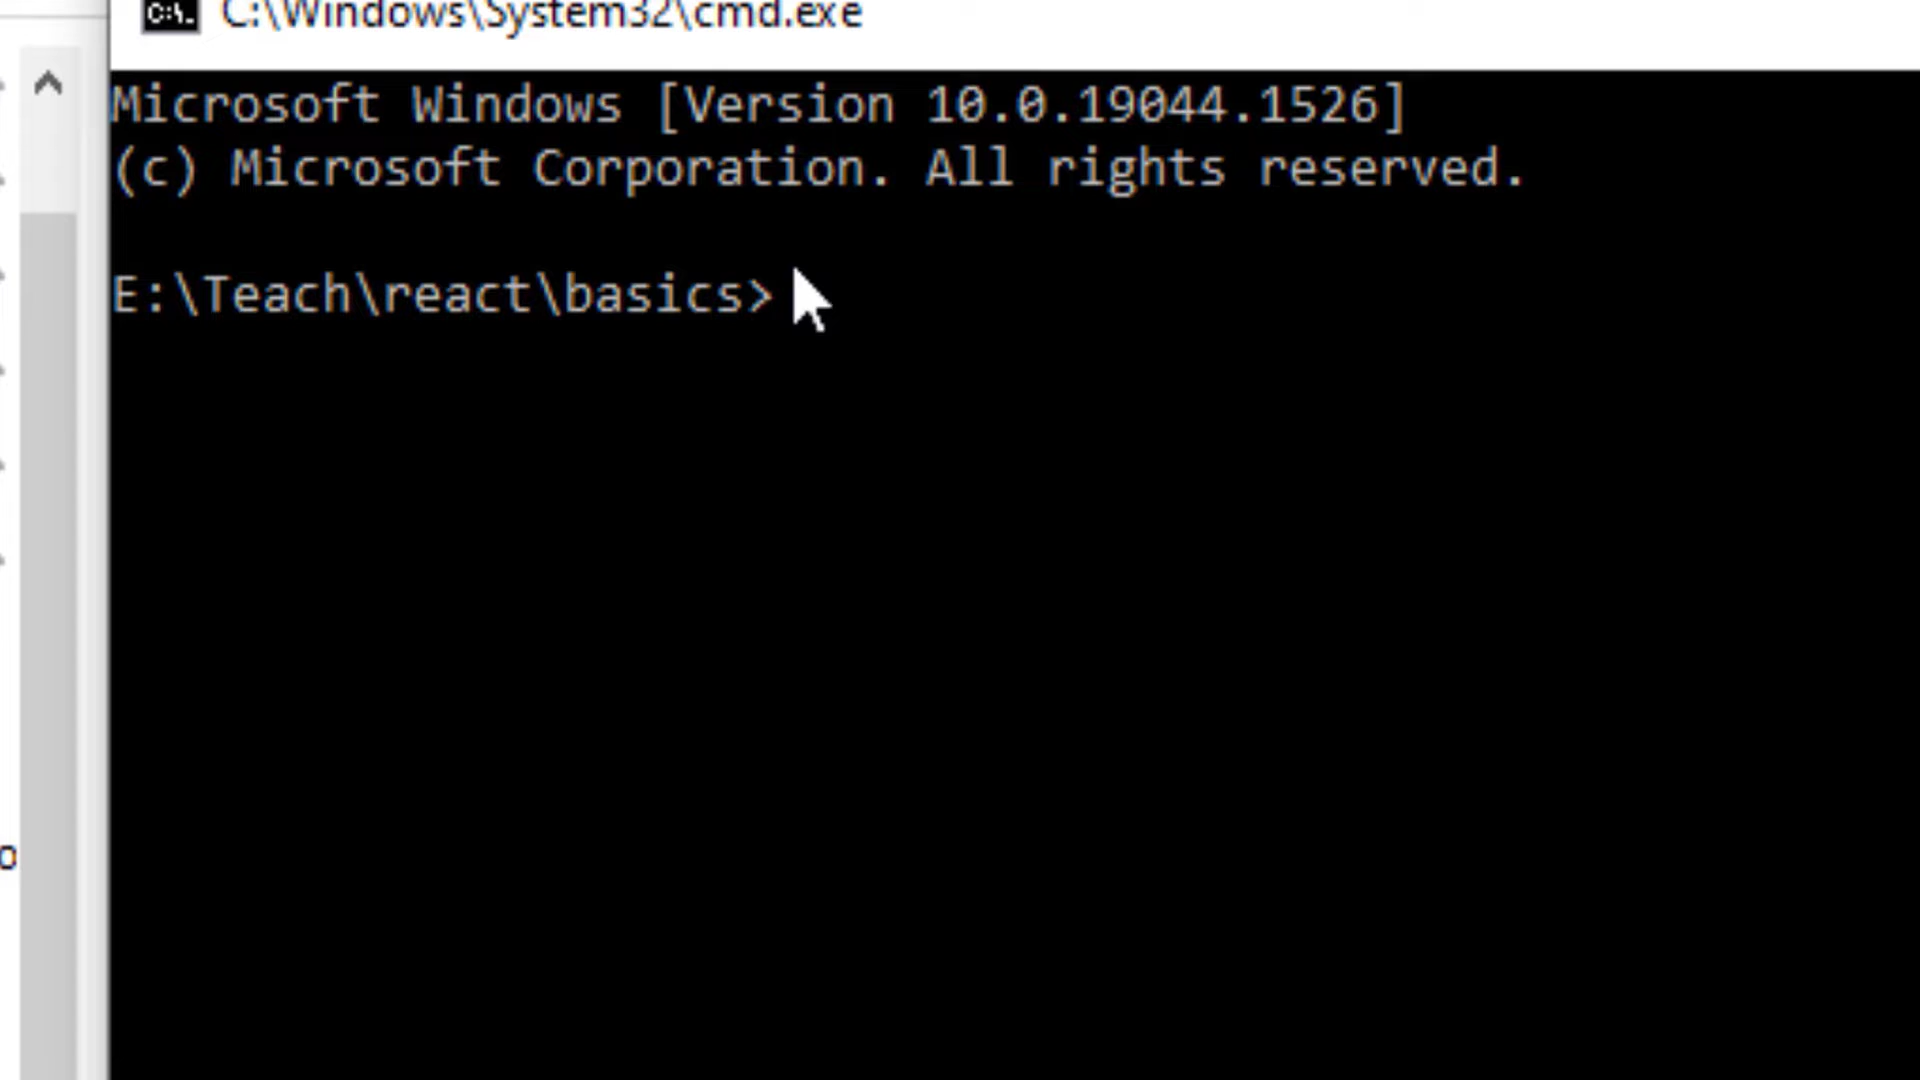 C:\Windows\System32\cmd.exe
Microsoft Windows [Version 10.0.19044.1526]
(c) Microsoft Corporation. All rights reserved.
E:\Teach\react\basics>